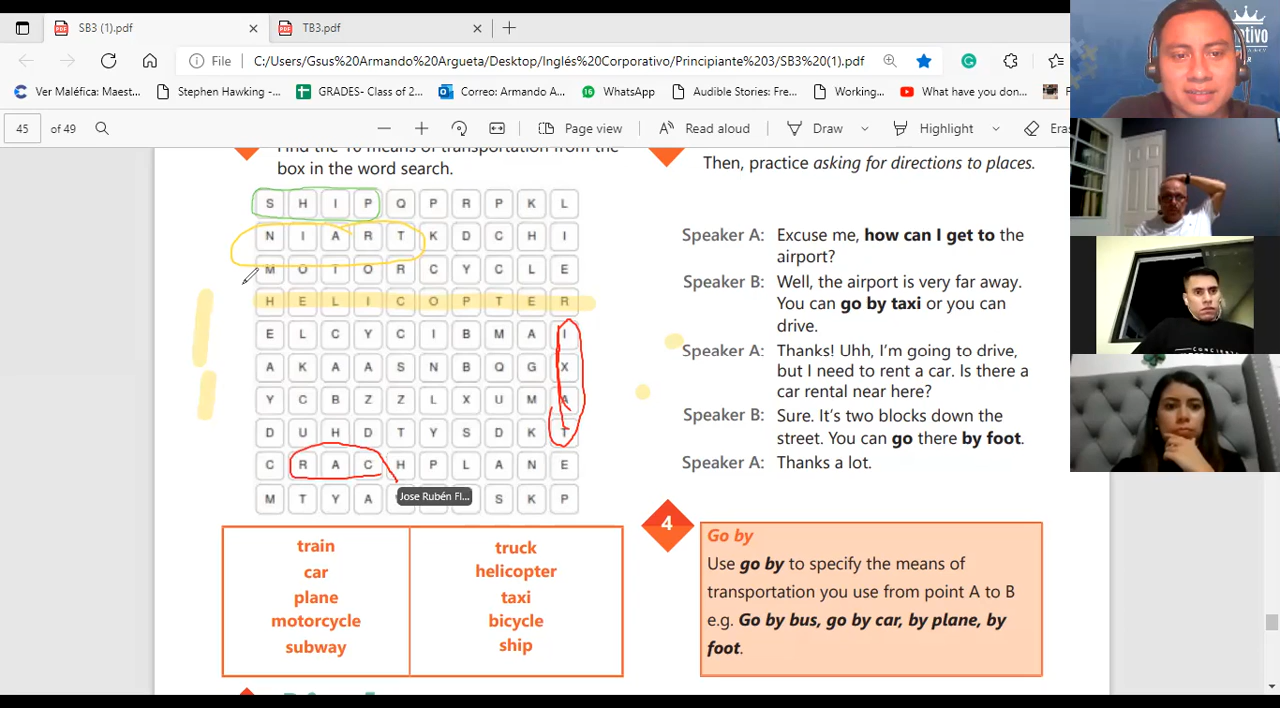 SB3 (1).pdf
TB3.pdf
File
C:/Users/Gsus%20Armando%20Argueta/Desktop/Inglés%20Corporativo/Principiante%203/SB3%20(1).pdf
Ver Maléfica: Maest...
Stephen Hawking -...
GRADES- Class of 2...
Correo: Armando A...
WhatsApp
Audible Stories: Fre...
Working...
What have you don...
45 of 49
Page view
Read aloud
Draw
Highlight
Find the 10 means of transportation from the
box in the word search.
S H I P Q P R P K L
N I A R T K D C H I
M O T O R C Y C L E
H E L I C O P T E R
E L C Y C I B M A I
A K A A S N B Q G X
Y C B Z Z L X U M A
D U H D T Y S D K T
C R A C H P L A N E
M T Y A S K P
Jose Rubén Fl...
train
car
plane
motorcycle
subway
truck
helicopter
taxi
bicycle
ship
Then, practice asking for directions to places.
Speaker A: Excuse me, how can I get to the
airport?
Speaker B: Well, the airport is very far away.
You can go by taxi or you can
drive.
Speaker A: Thanks! Uhh, I'm going to drive,
but I need to rent a car. Is there a
car rental near here?
Speaker B: Sure. It's two blocks down the
street. You can go there by foot.
Speaker A: Thanks a lot.
4
Go by
Use go by to specify the means of
transportation you use from point A to B
e.g. Go by bus, go by car, by plane, by
foot.